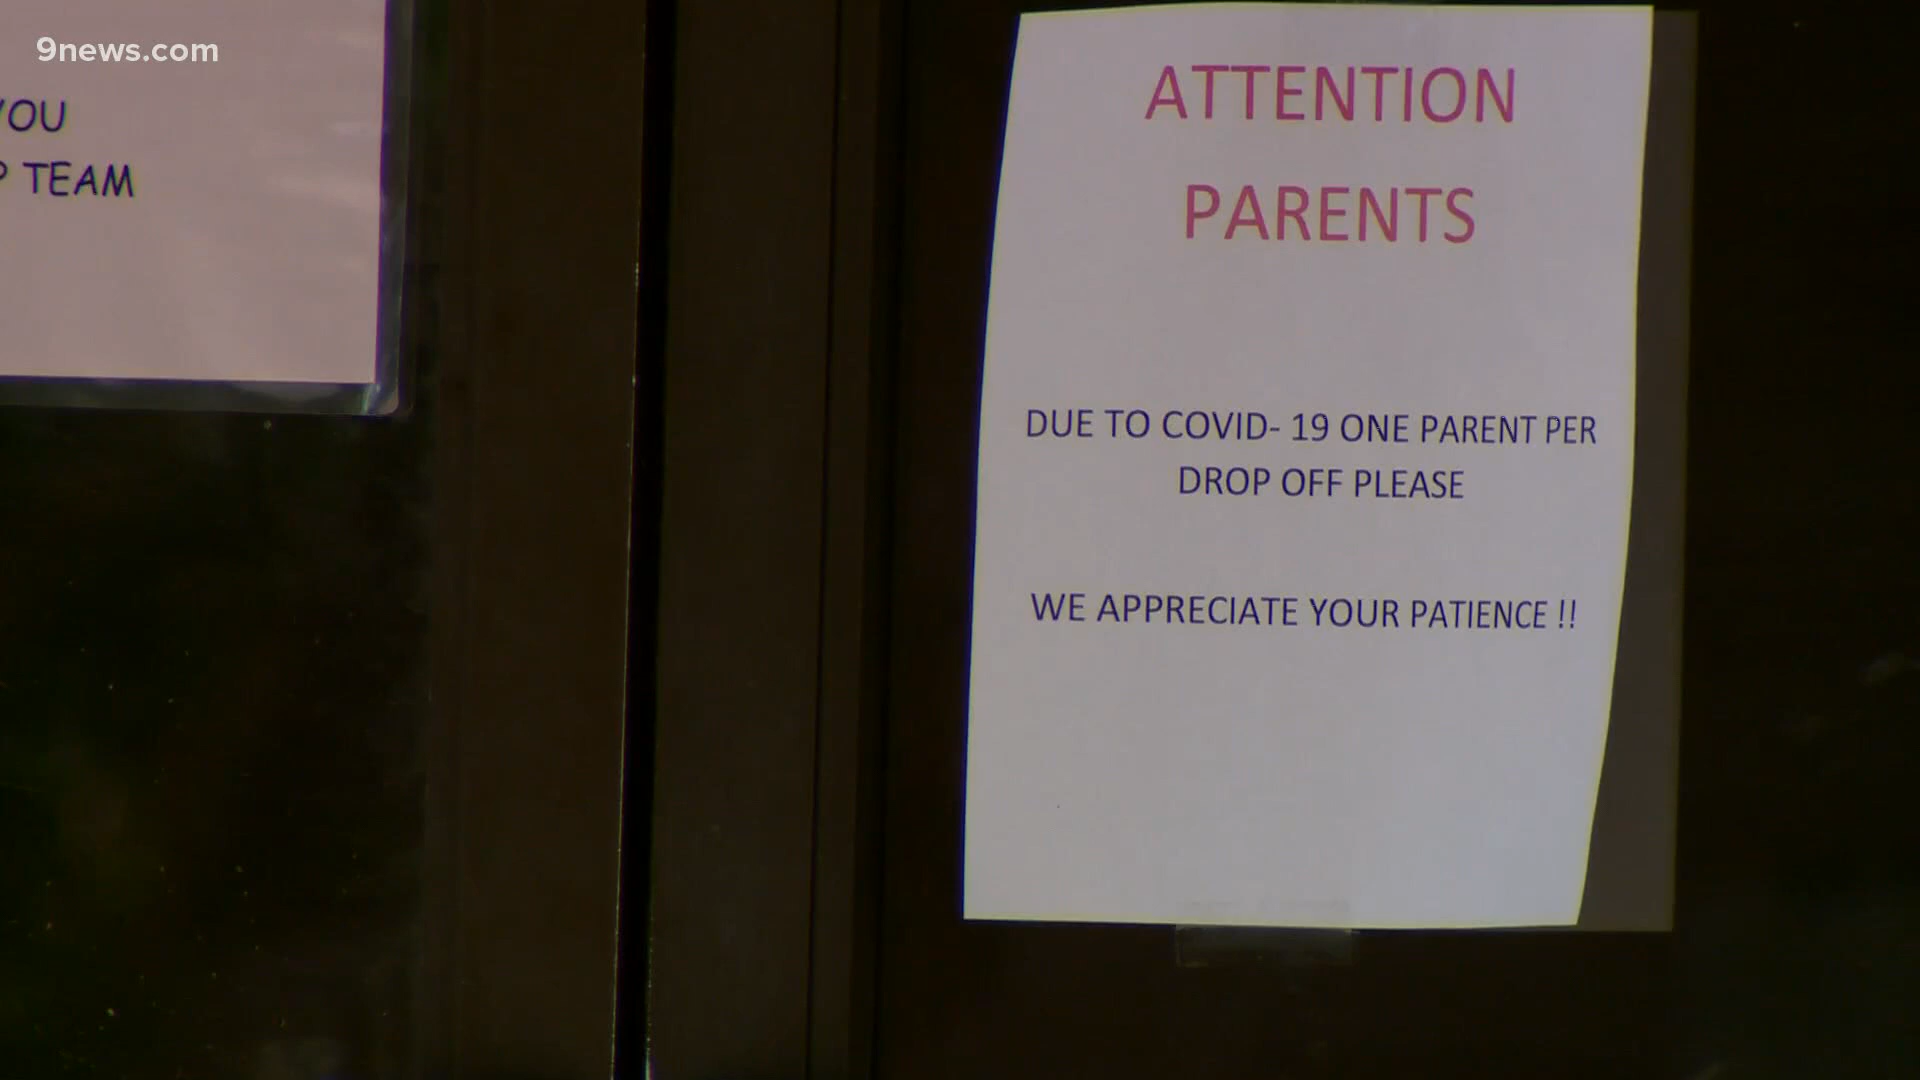 9news.com
YOU
TEAM
ATTENTION
PARENTS
DUE TO COVID- 19 ONE PARENT PER
DROP OFF PLEASE
WE APPRECIATE YOUR PATIENCE !!